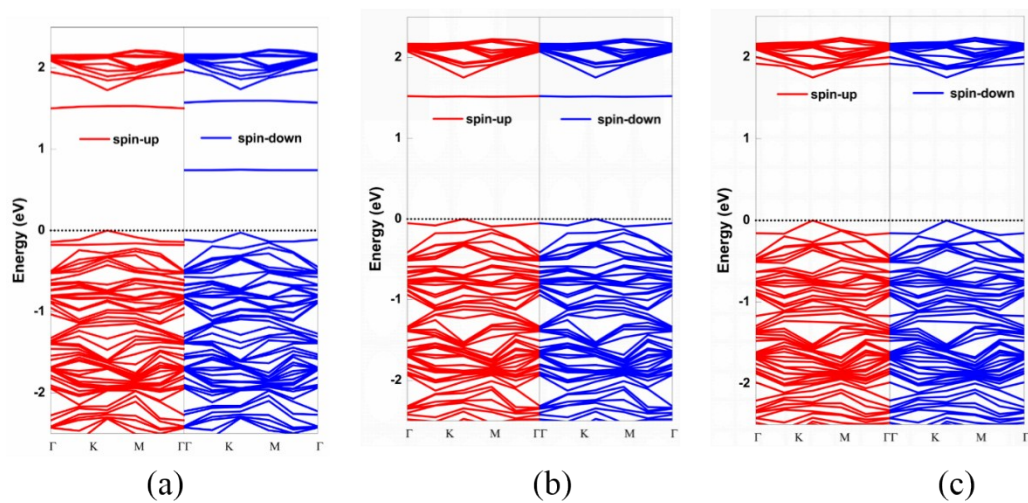 2
1
0
-1
-2
Energy (eV)
spin-up
spin-down
Γ K M ΓΓ K M Γ
(a)
2
1
0
-1
-2
Energy (eV)
spin-up
spin-down
Γ K M ΓΓ K M Γ
(b)
2
1
0
-1
-2
Energy (eV)
spin-up
spin-down
Γ K M ΓΓ K M Γ
(c)